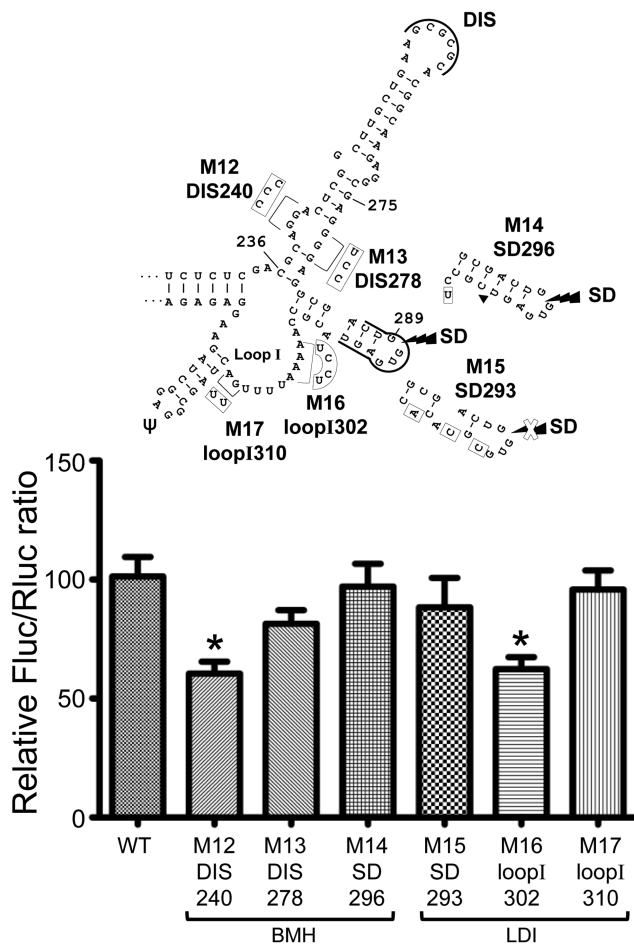 DIS
M12
DIS240
275
M14
SD296
236
M13
DIS278
SD
289
SD
Loop I
M15
SD293
M16
loopI302
SD
M17
loopI310
Ψ
Relative Fluc/Rluc ratio
150
100
50
0
*
*
WT
M12
DIS
240
M13
DIS
278
M14
SD
296
M15
SD
293
M16
loopI
302
M17
loopI
310
BMH
LDI